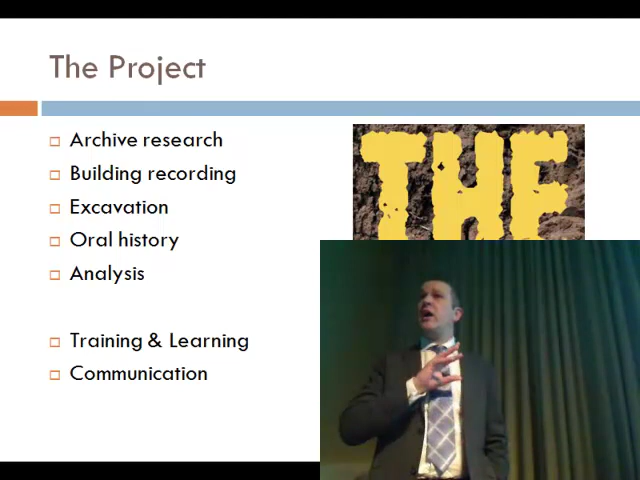 The Project
Archive research
Building recording
Excavation
Oral history
Analysis
Training & Learning
Communication
THE